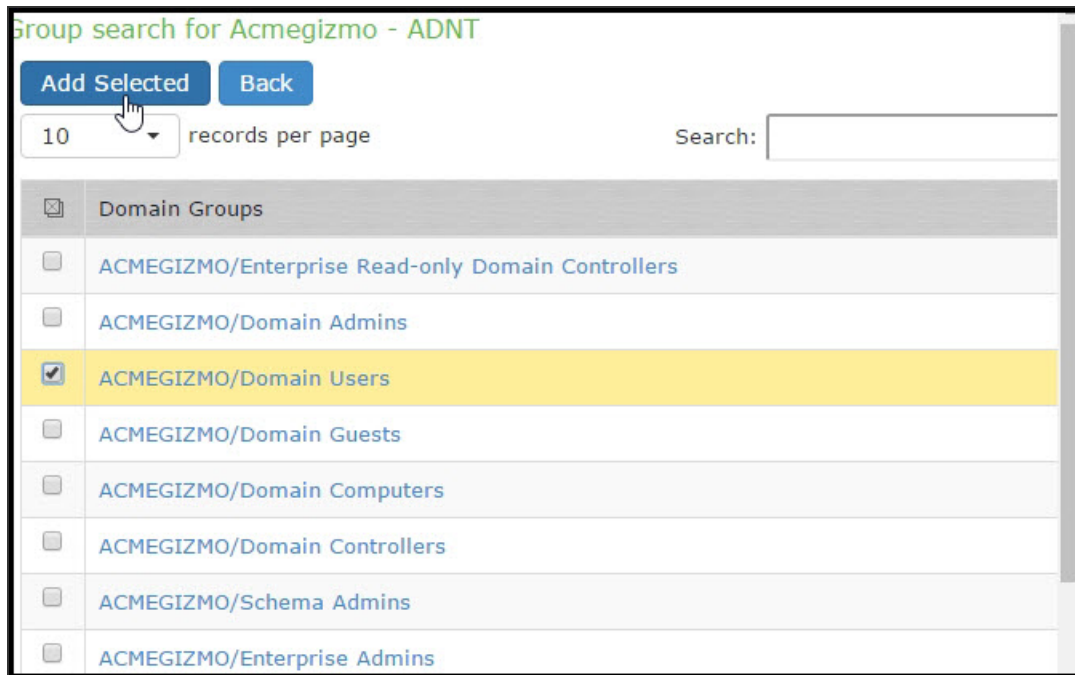 Group search for Acmegizmo - ADNT
Add Selected Back
10 records per page Search:
Domain Groups
ACMEGIZMO/Enterprise Read-only Domain Controllers
ACMEGIZMO/Domain Admins
ACMEGIZMO/Domain Users
ACMEGIZMO/Domain Guests
ACMEGIZMO/Domain Computers
ACMEGIZMO/Domain Controllers
ACMEGIZMO/Schema Admins
ACMEGIZMO/Enterprise Admins